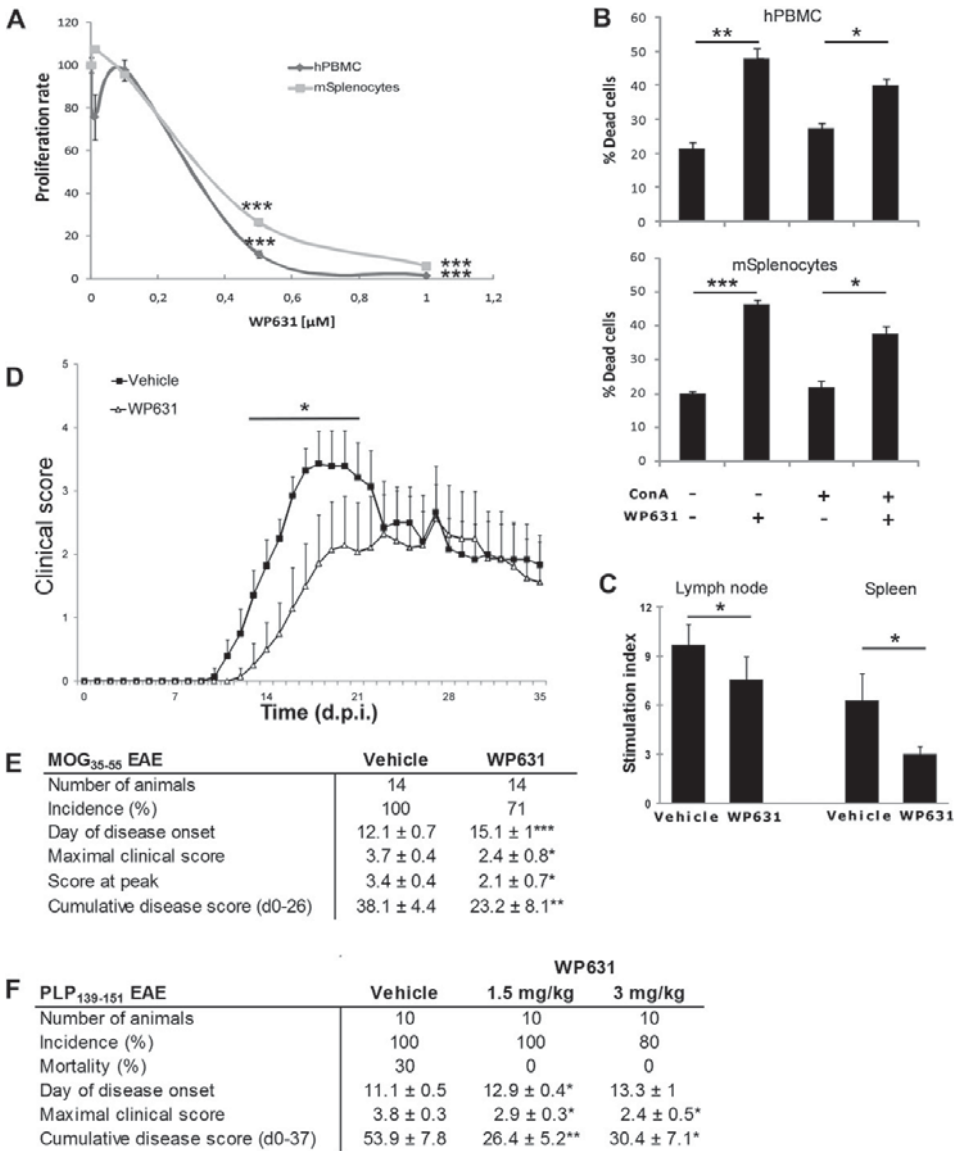 A
120
100
80
60
40
20
0
Proliferation rate
hPBMC
mSplenocytes
***
***
***
***
0 0,2 0,4 0,6 0,8 1 1,2
WP631 [μM]
B
hPBMC
60
50
40
30
20
10
0
% Dead cells
** *
mSplenocytes
50
40
30
20
10
0
% Dead cells
*** *
ConA - - + +
WP631 - + - +
C
Lymph node Spleen
12
9
6
3
0
Stimulation index
* *
Vehicle WP631 Vehicle WP631
D
5
4
3
2
1
0
Clinical score
Vehicle
WP631
*
0 7 14 21 28 35
Time (d.p.i.)
E MOG35-55 EAE Vehicle WP631
Number of animals 14 14
Incidence (%) 100 71
Day of disease onset 12.1 ± 0.7 15.1 ± 1***
Maximal clinical score 3.7 ± 0.4 2.4 ± 0.8*
Score at peak 3.4 ± 0.4 2.1 ± 0.7*
Cumulative disease score (d0-26) 38.1 ± 4.4 23.2 ± 8.1**
WP631
F PLP139-151 EAE Vehicle 1.5 mg/kg 3 mg/kg
Number of animals 10 10 10
Incidence (%) 100 100 80
Mortality (%) 30 0 0
Day of disease onset 11.1 ± 0.5 12.9 ± 0.4* 13.3 ± 1
Maximal clinical score 3.8 ± 0.3 2.9 ± 0.3* 2.4 ± 0.5*
Cumulative disease score (d0-37) 53.9 ± 7.8 26.4 ± 5.2** 30.4 ± 7.1*